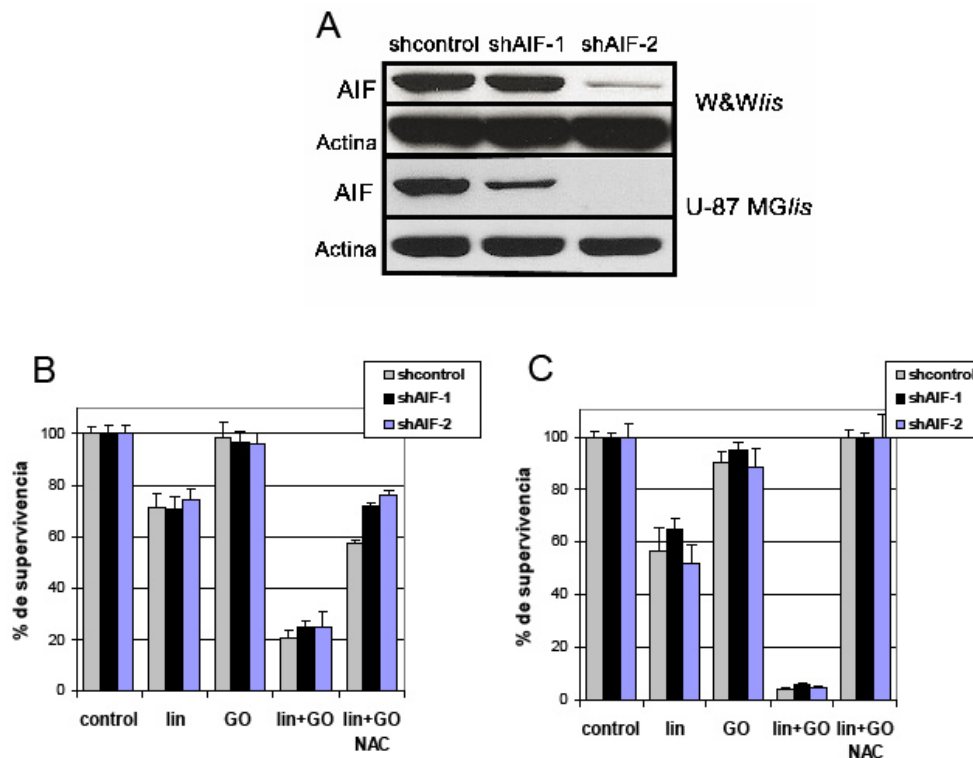 A
shcontrol shAIF-1 shAIF-2
AIF
W&Wlis
Actina
AIF
U-87 MGlis
Actina
B
shcontrol
shAIF-1
shAIF-2
% de supervivencia
100
80
60
40
20
0
control lin GO lin+GO lin+GO
NAC
C
shcontrol
shAIF-1
shAIF-2
% de supervivencia
100
80
60
40
20
0
control lin GO lin+GO lin+GO
NAC